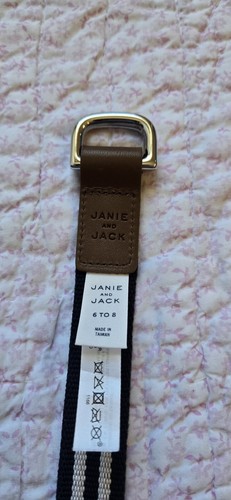 JANIE
AND
JACK
JANIE
AND
JACK
6 TO 8
MADE IN
TAIWAN